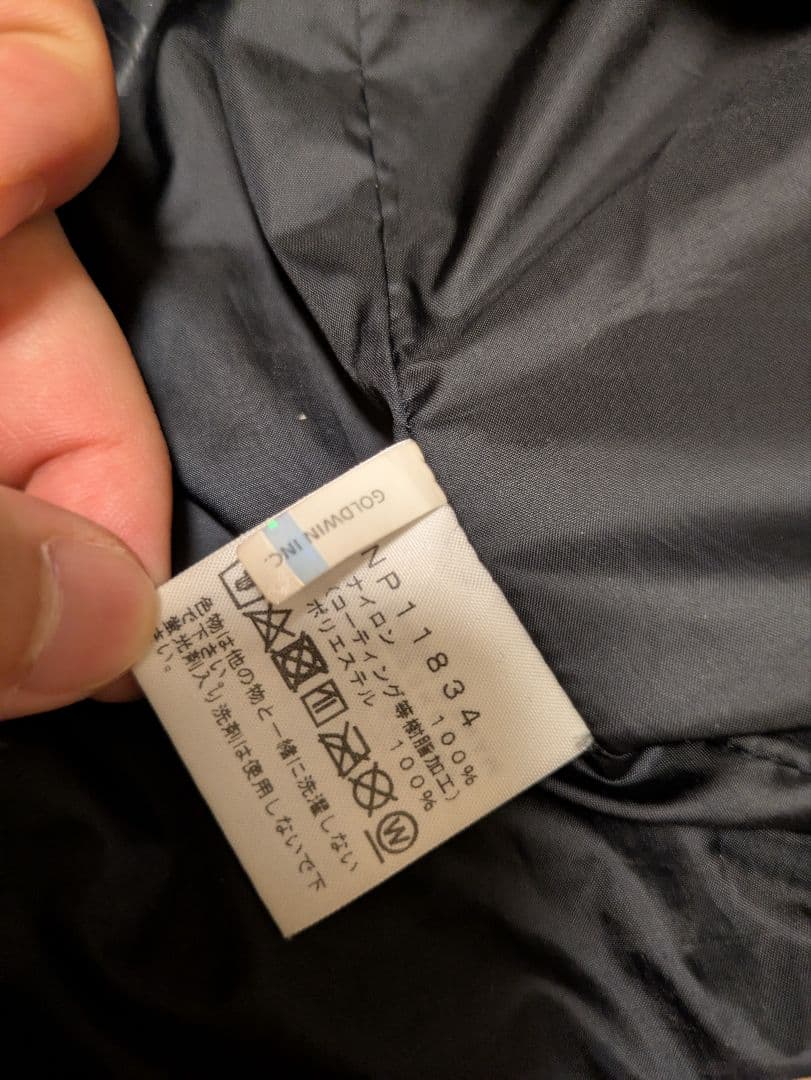 GOLDWIN INC.
NP11834
ナイロン 100%
コーティング等樹脂加工)
ポリエステル 100%
W
色物は他の物と一緒に洗濯しない
下さい。
蛍光剤入り洗剤は使用しないで下
さい。